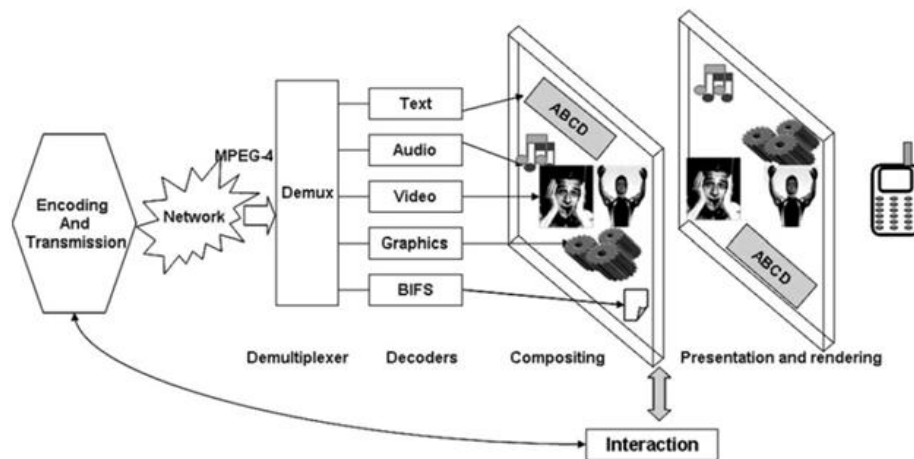 MPEG-4
Encoding
And
Transmission
Network
Demux
Text
Audio
Video
Graphics
BIFS
ABCD
ABCD
Demultiplexer
Decoders
Compositing
Presentation and rendering
Interaction